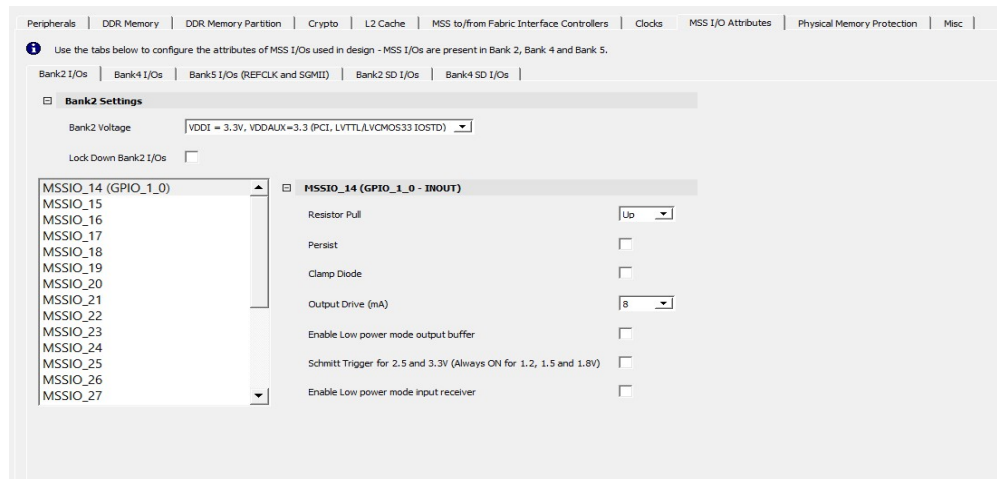 Peripherals DDR Memory DDR Memory Partition Crypto L2 Cache MSS to/from Fabric Interface Controllers Clocks MSS I/O Attributes Physical Memory Protection Misc
Use the tabs below to configure the attributes of MSS I/Os used in design - MSS I/Os are present in Bank 2, Bank 4 and Bank 5.
Bank2 I/Os Bank4 I/Os Bank5 I/Os (REFCLK and SGMII) Bank2 SD I/Os Bank4 SD I/Os
Bank2 Settings
Bank2 Voltage VDDI = 3.3V, VDDAUX=3.3 (PCI, LVTTL/LVCMOS33 IOSTD)
Lock Down Bank2 I/Os
MSSIO_14 (GPIO_1_0)
MSSIO_15
MSSIO_16
MSSIO_17
MSSIO_18
MSSIO_19
MSSIO_20
MSSIO_21
MSSIO_22
MSSIO_23
MSSIO_24
MSSIO_25
MSSIO_26
MSSIO_27
MSSIO_14 (GPIO_1_0 - INOUT)
Resistor Pull Up
Persist
Clamp Diode
Output Drive (mA) 8
Enable Low power mode output buffer
Schmitt Trigger for 2.5 and 3.3V (Always ON for 1.2, 1.5 and 1.8V)
Enable Low power mode input receiver